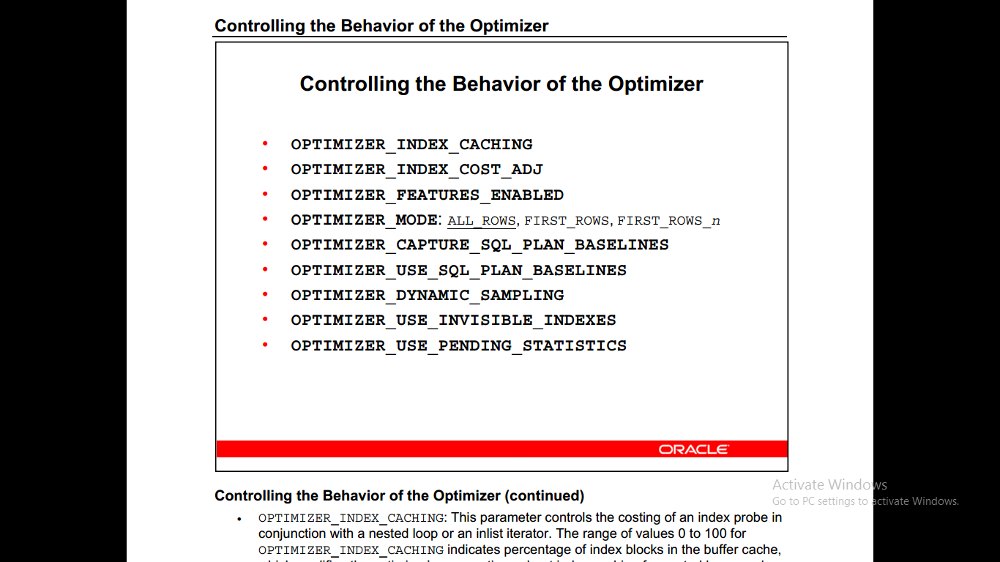 Controlling the Behavior of the Optimizer
Controlling the Behavior of the Optimizer
• OPTIMIZER_INDEX_CACHING
• OPTIMIZER_INDEX_COST_ADJ
• OPTIMIZER_FEATURES_ENABLED
• OPTIMIZER_MODE: ALL_ROWS, FIRST_ROWS, FIRST_ROWS_n
• OPTIMIZER_CAPTURE_SQL_PLAN_BASELINES
• OPTIMIZER_USE_SQL_PLAN_BASELINES
• OPTIMIZER_DYNAMIC_SAMPLING
• OPTIMIZER_USE_INVISIBLE_INDEXES
• OPTIMIZER_USE_PENDING_STATISTICS
ORACLE
Activate Windows
Go to PC settings to activate Windows.
Controlling the Behavior of the Optimizer (continued)
• OPTIMIZER_INDEX_CACHING: This parameter controls the costing of an index probe in
conjunction with a nested loop or an inlist iterator. The range of values 0 to 100 for
OPTIMIZER_INDEX_CACHING indicates percentage of index blocks in the buffer cache,